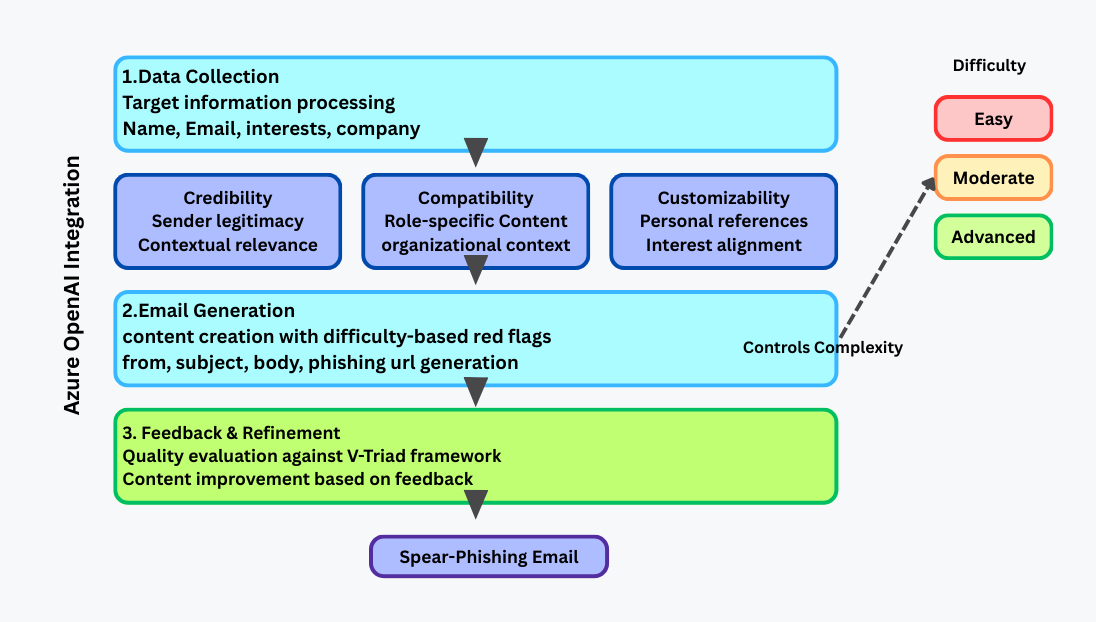 Azure OpenAI Integration
1.Data Collection
Target information processing
Name, Email, interests, company
Credibility
Sender legitimacy
Contextual relevance
Compatibility
Role-specific Content
organizational context
Customizability
Personal references
Interest alignment
2.Email Generation
content creation with difficulty-based red flags
from, subject, body, phishing url generation
Controls Complexity
3. Feedback & Refinement
Quality evaluation against V-Triad framework
Content improvement based on feedback
Spear-Phishing Email
Difficulty
Easy
Moderate
Advanced